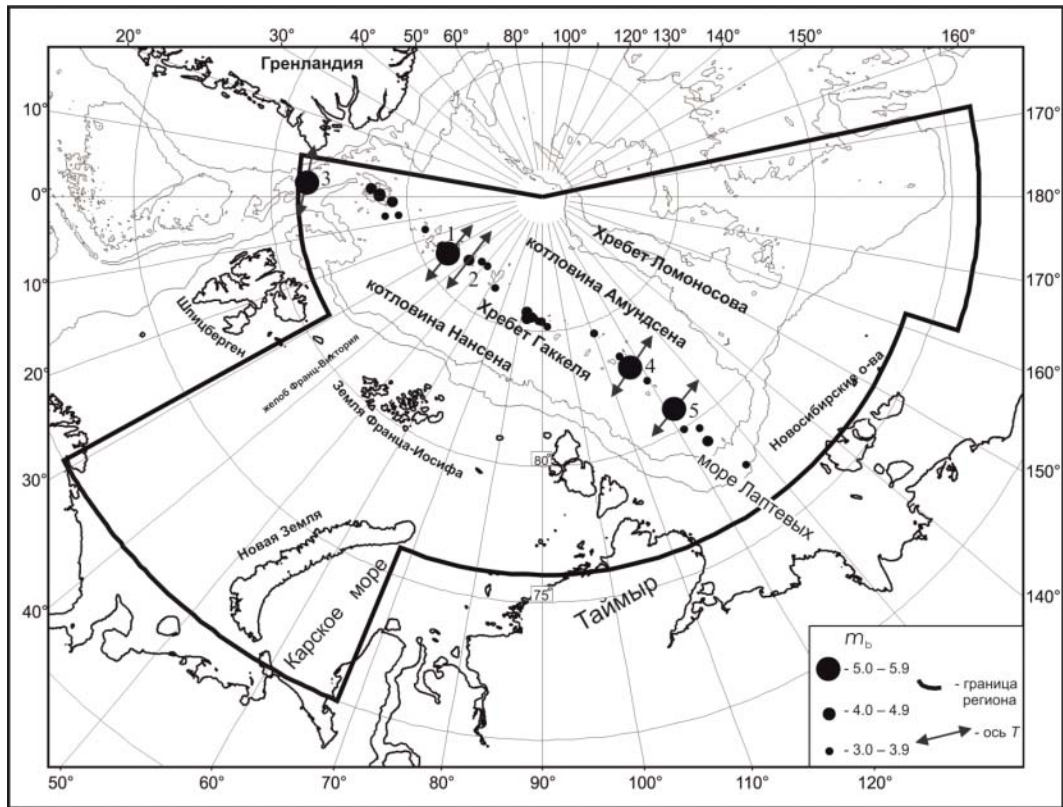 20° 30° 40° 50° 60° 70° 80° 90° 100° 110° 120° 130° 140° 150° 160°
Гренландия
10°
170°
3
0°
180°
1
2
котловина Амундсена
Хребет Ломоносова
10°
170°
Шпицберген
котловина Нансена
Хребет Гаккеля
4
желоб Франц-Виктория
Земля Франца-Иосифа
5
Новосибирские о-ва
20°
160°
80°
море Лаптевых
30°
150°
Новая Земля
75°
Таймыр
Карское море
40°
140°
mb
- 5.0 – 5.9
- граница
региона
- 4.0 – 4.9
- ось Т
- 3.0 – 3.9
50° 60° 70° 80° 90° 100° 110° 120°